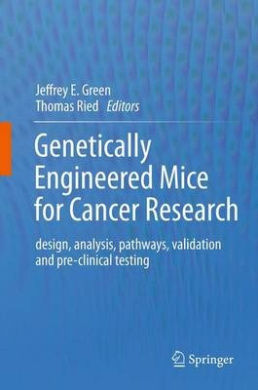 Jeffrey E. Green
Thomas Ried Editors
Genetically
Engineered Mice
for Cancer Research
design, analysis, pathways, validation
and pre-clinical testing
Springer